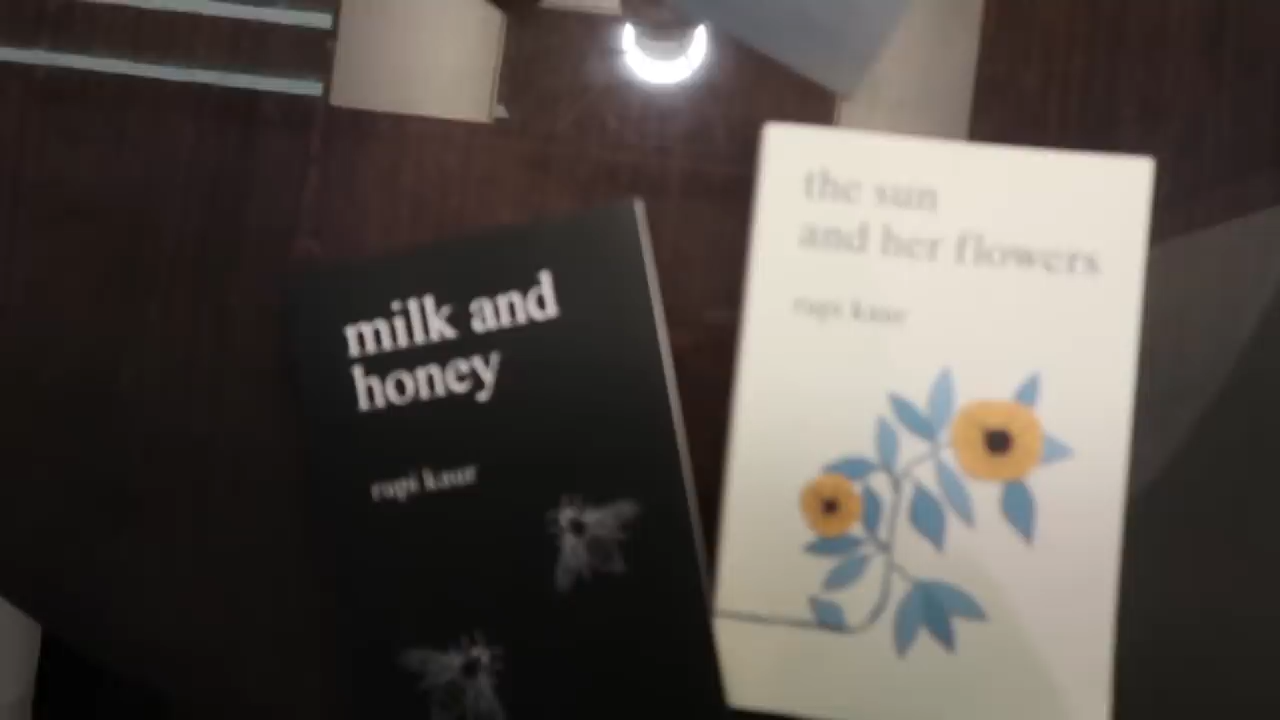 milk and
honey
rupi kaur
the sun
and her flowers
rupi kaur